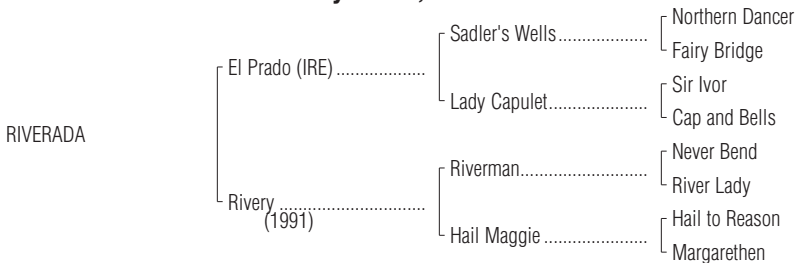 Northern Dancer
Sadler's Wells....................
Fairy Bridge
El Prado (IRE) ...................
Sir Ivor
Lady Capulet......................
Cap and Bells
RIVERADA
Never Bend
Riverman............................
River Lady
Rivery ...............................
(1991)
Hail to Reason
Hail Maggie .......................
Margarethen